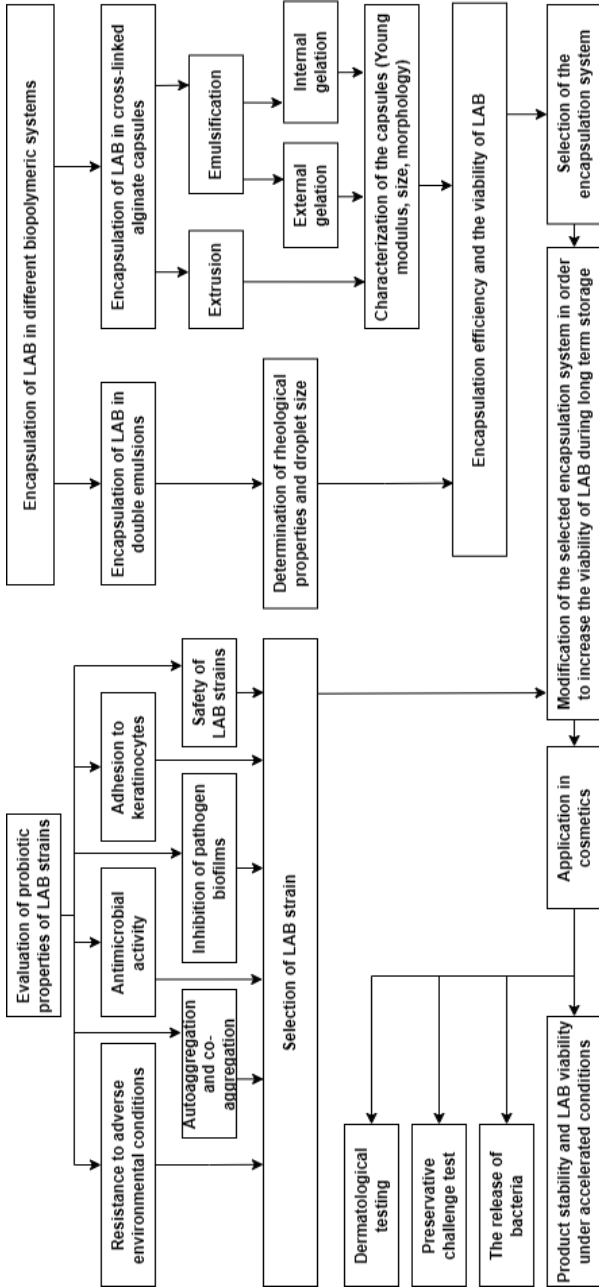 Evaluation of probiotic
properties of LAB strains
Resistance to adverse
environmental conditions
Antimicrobial
activity
Adhesion to
keratinocytes
Autoaggregation
and co-
aggregation
Inhibition of pathogen
biofilms
Safety of
LAB strains
Selection of LAB strain
Encapsulation of LAB in different biopolymeric systems
Encapsulation of LAB in
double emulsions
Encapsulation of LAB in cross-linked
alginate capsules
Extrusion
Emulsification
External
gelation
Internal
gelation
Determination of rheological
properties and droplet size
Characterization of the capsules (Young
modulus, size, morphology)
Encapsulation efficiency and the viability of LAB
Selection of the
encapsulation system
Modification of the selected encapsulation system in order
to increase the viability of LAB during long term storage
Application in
cosmetics
Dermatological
testing
Preservative
challenge test
The release of
bacteria
Product stability and LAB viability
under accelerated conditions